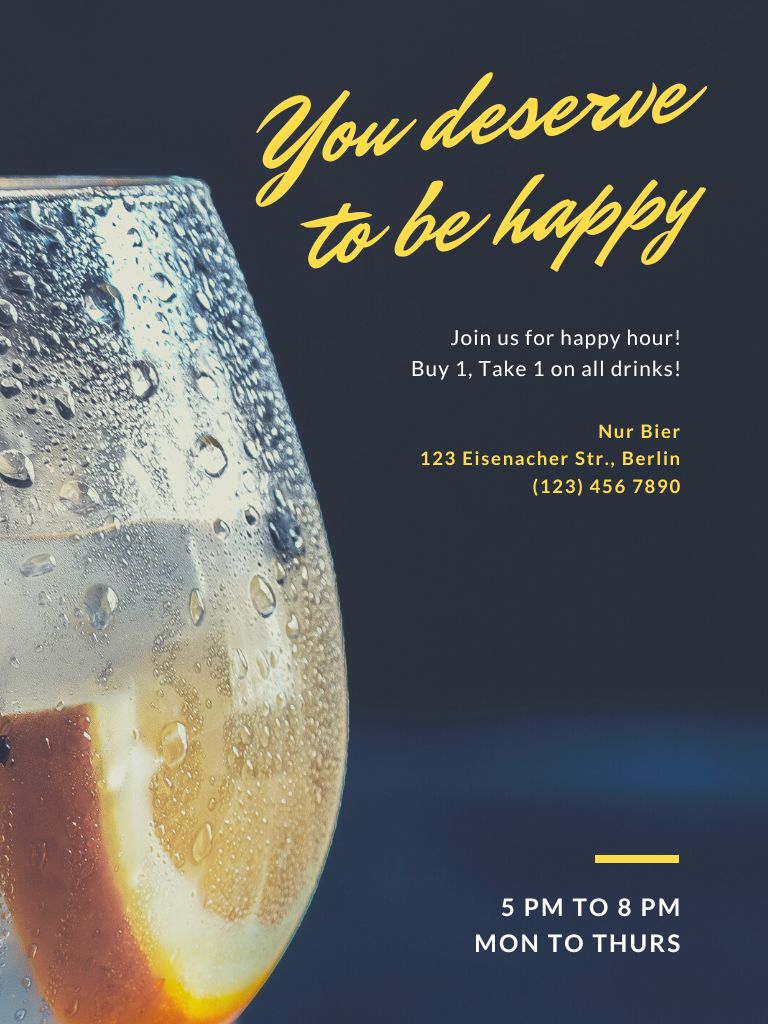 You deserve
to be happy
Join us for happy hour!
Buy 1, Take 1 on all drinks!
Nur Bier
123 Eisenacher Str., Berlin
(123) 456 7890
5 PM TO 8 PM
MON TO THURS